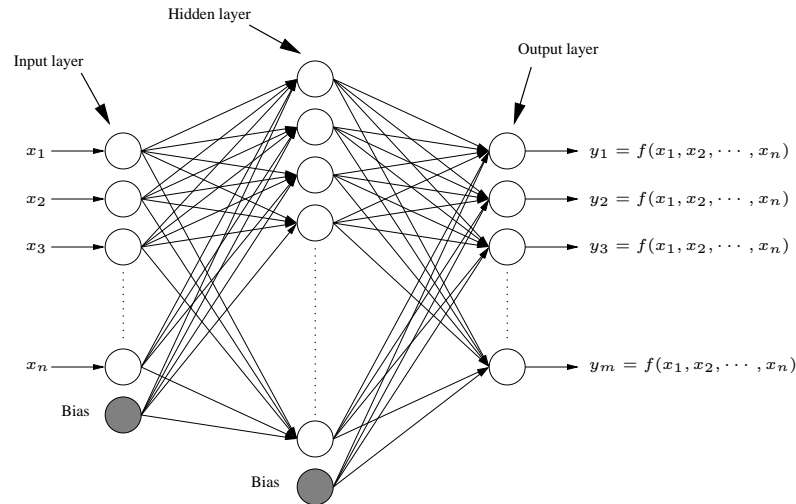 Hidden layer
Input layer
Output layer
x₁
y₁ = f(x₁, x₂, · · · , xₙ)
x₂
y₂ = f(x₁, x₂, · · · , xₙ)
x₃
y₃ = f(x₁, x₂, · · · , xₙ)
xₙ
yₘ = f(x₁, x₂, · · · , xₙ)
Bias
Bias